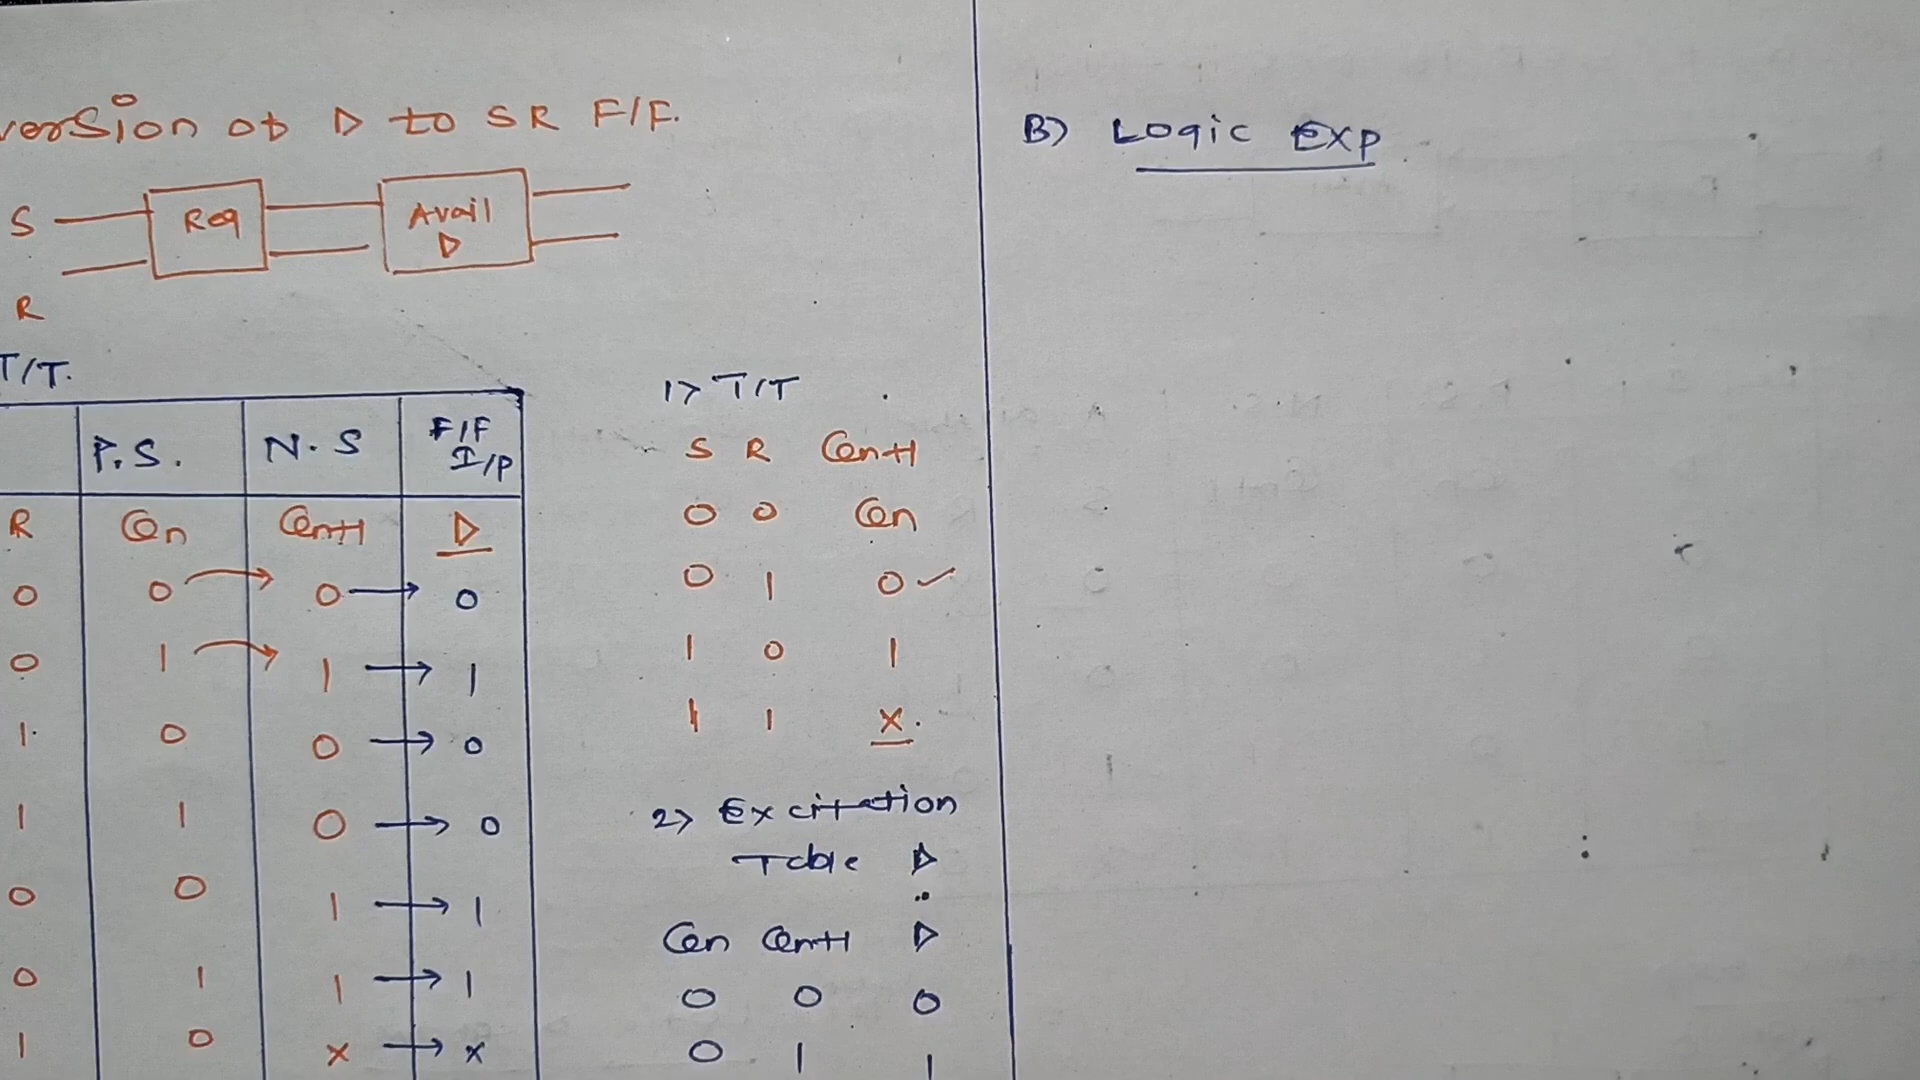 version of D to SR F/F.
S Req Avail D
R
T/T.
P.S. N.S F/F I/P
R Qn Qn+1 D
0 0 0 0
0 1 1 1
1 0 0 0
1 1 0 0
0 0 1 1
0 1 1 1
1 0 x x
1) T/T
S R Qn+1
0 0 Qn
0 1 0
1 0 1
1 1 x.
2) Excitation
Table D
:
Qn Qn+1 D
0 0 0
0 1 1
B) Logic Exp.